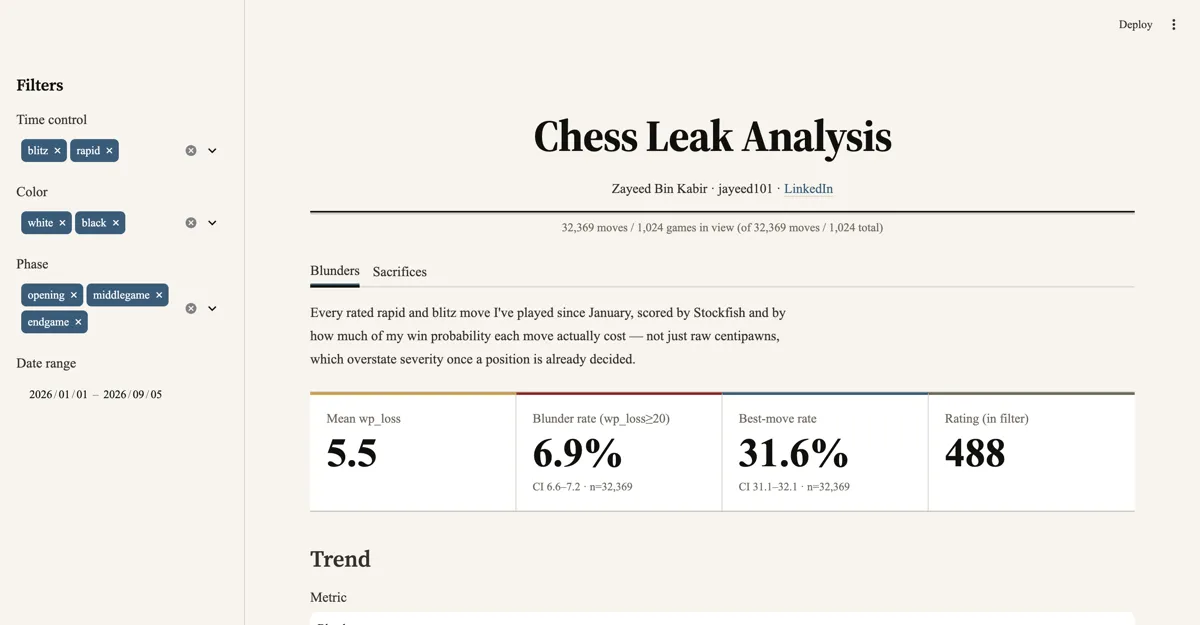 Deploy
Filters
Time control
blitz × rapid ×
Color
white × black ×
Phase
opening × middlegame ×
endgame ×
Date range
2026/01/01 – 2026/09/05
Chess Leak Analysis
Zayeed Bin Kabir · jayeed101 · LinkedIn
32,369 moves / 1,024 games in view (of 32,369 moves / 1,024 total)
Blunders Sacrifices
Every rated rapid and blitz move I've played since January, scored by Stockfish and by
how much of my win probability each move actually cost — not just raw centipawns,
which overstate severity once a position is already decided.
Mean wp_loss
5.5
Blunder rate (wp_loss≥20)
6.9%
CI 6.6–7.2 · n=32,369
Best-move rate
31.6%
CI 31.1–32.1 · n=32,369
Rating (in filter)
488
Trend
Metric